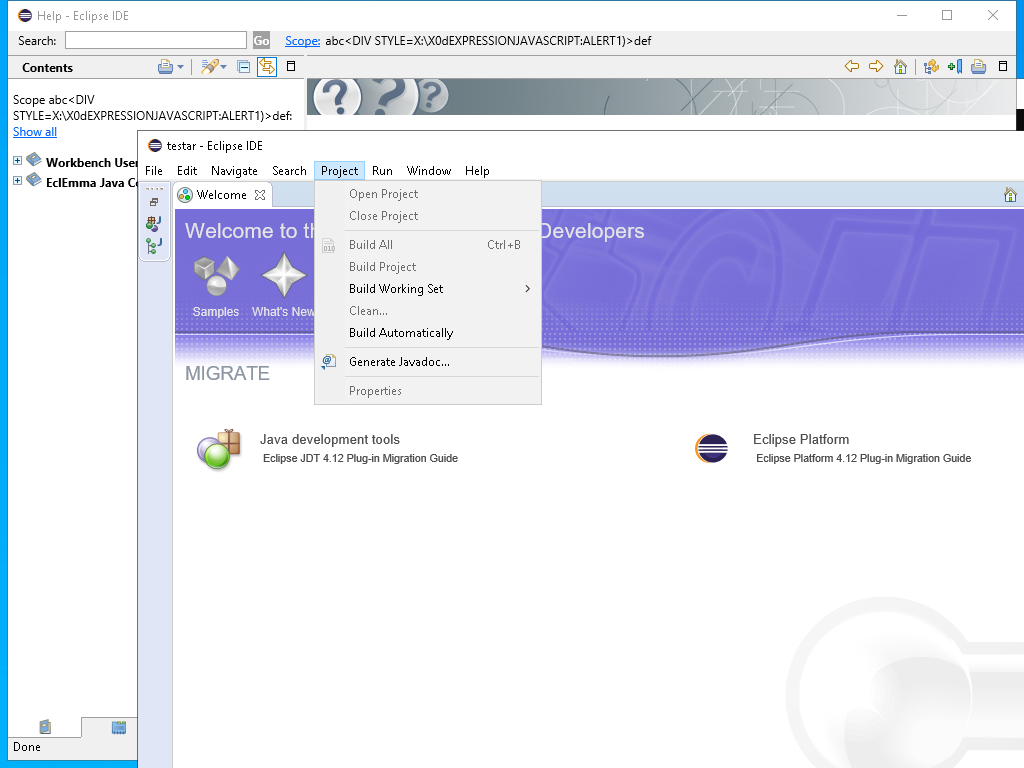 Help - Eclipse IDE
Search:
Go
Scope: abc<DIV STYLE=X:\X0dEXPRESSIONJAVASCRIPT:ALERT1)>def
Contents
Scope abc<DIV
STYLE=X:\X0dEXPRESSIONJAVASCRIPT:ALERT1)>def:
Show all
Workbench User
EclEmma Java Co
Done
testar - Eclipse IDE
File Edit Navigate Search Project Run Window Help
Welcome
Open Project
Close Project
Build All Ctrl+B
Build Project
Build Working Set
Clean...
Build Automatically
Generate Javadoc...
Properties
Welcome to th Developers
Samples What's New
MIGRATE
Java development tools
Eclipse JDT 4.12 Plug-in Migration Guide
Eclipse Platform
Eclipse Platform 4.12 Plug-in Migration Guide